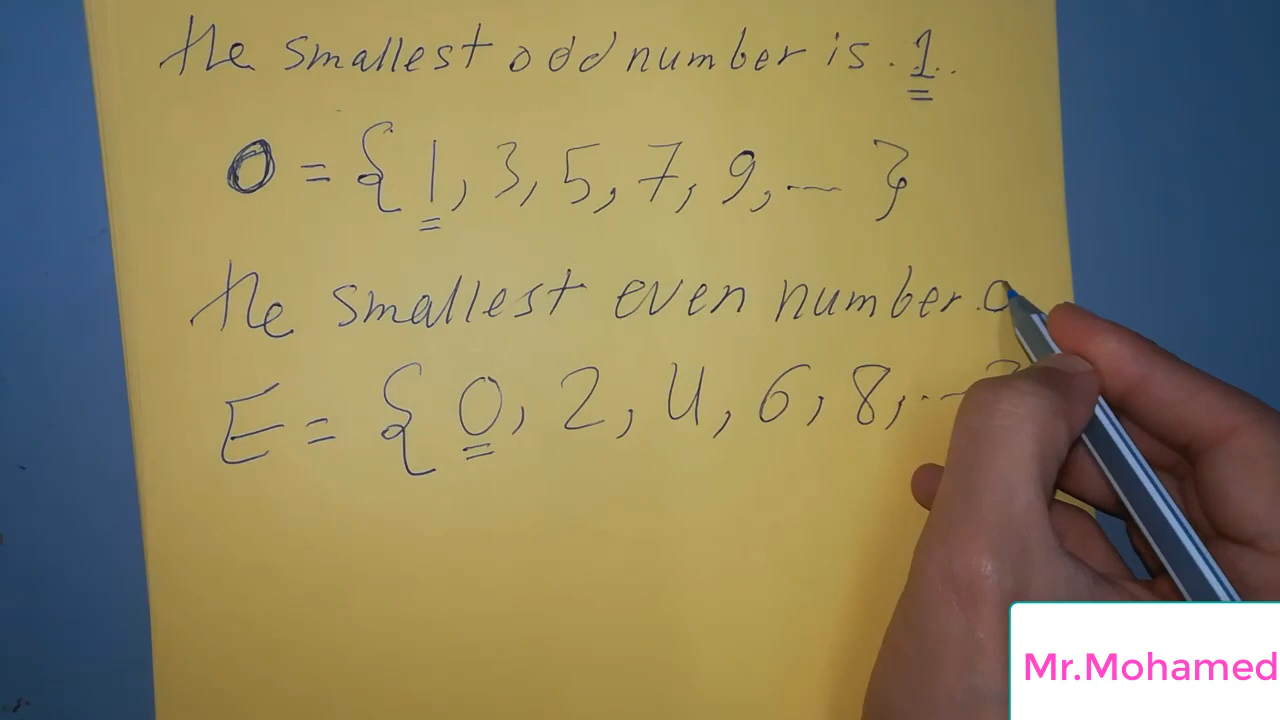 the smallest odd number is . 1 ..
O = { 1, 3, 5, 7, 9, ... }
the smallest even number . 0
E = { 0, 2, 4, 6, 8, ... }
Mr.Mohamed